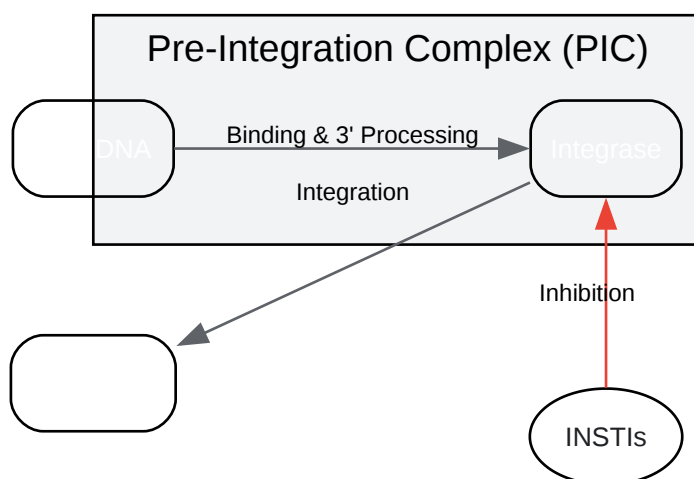 Pre-Integration Complex (PIC)
DNA
Binding & 3' Processing
Integrase
Integration
Inhibition
INSTIs